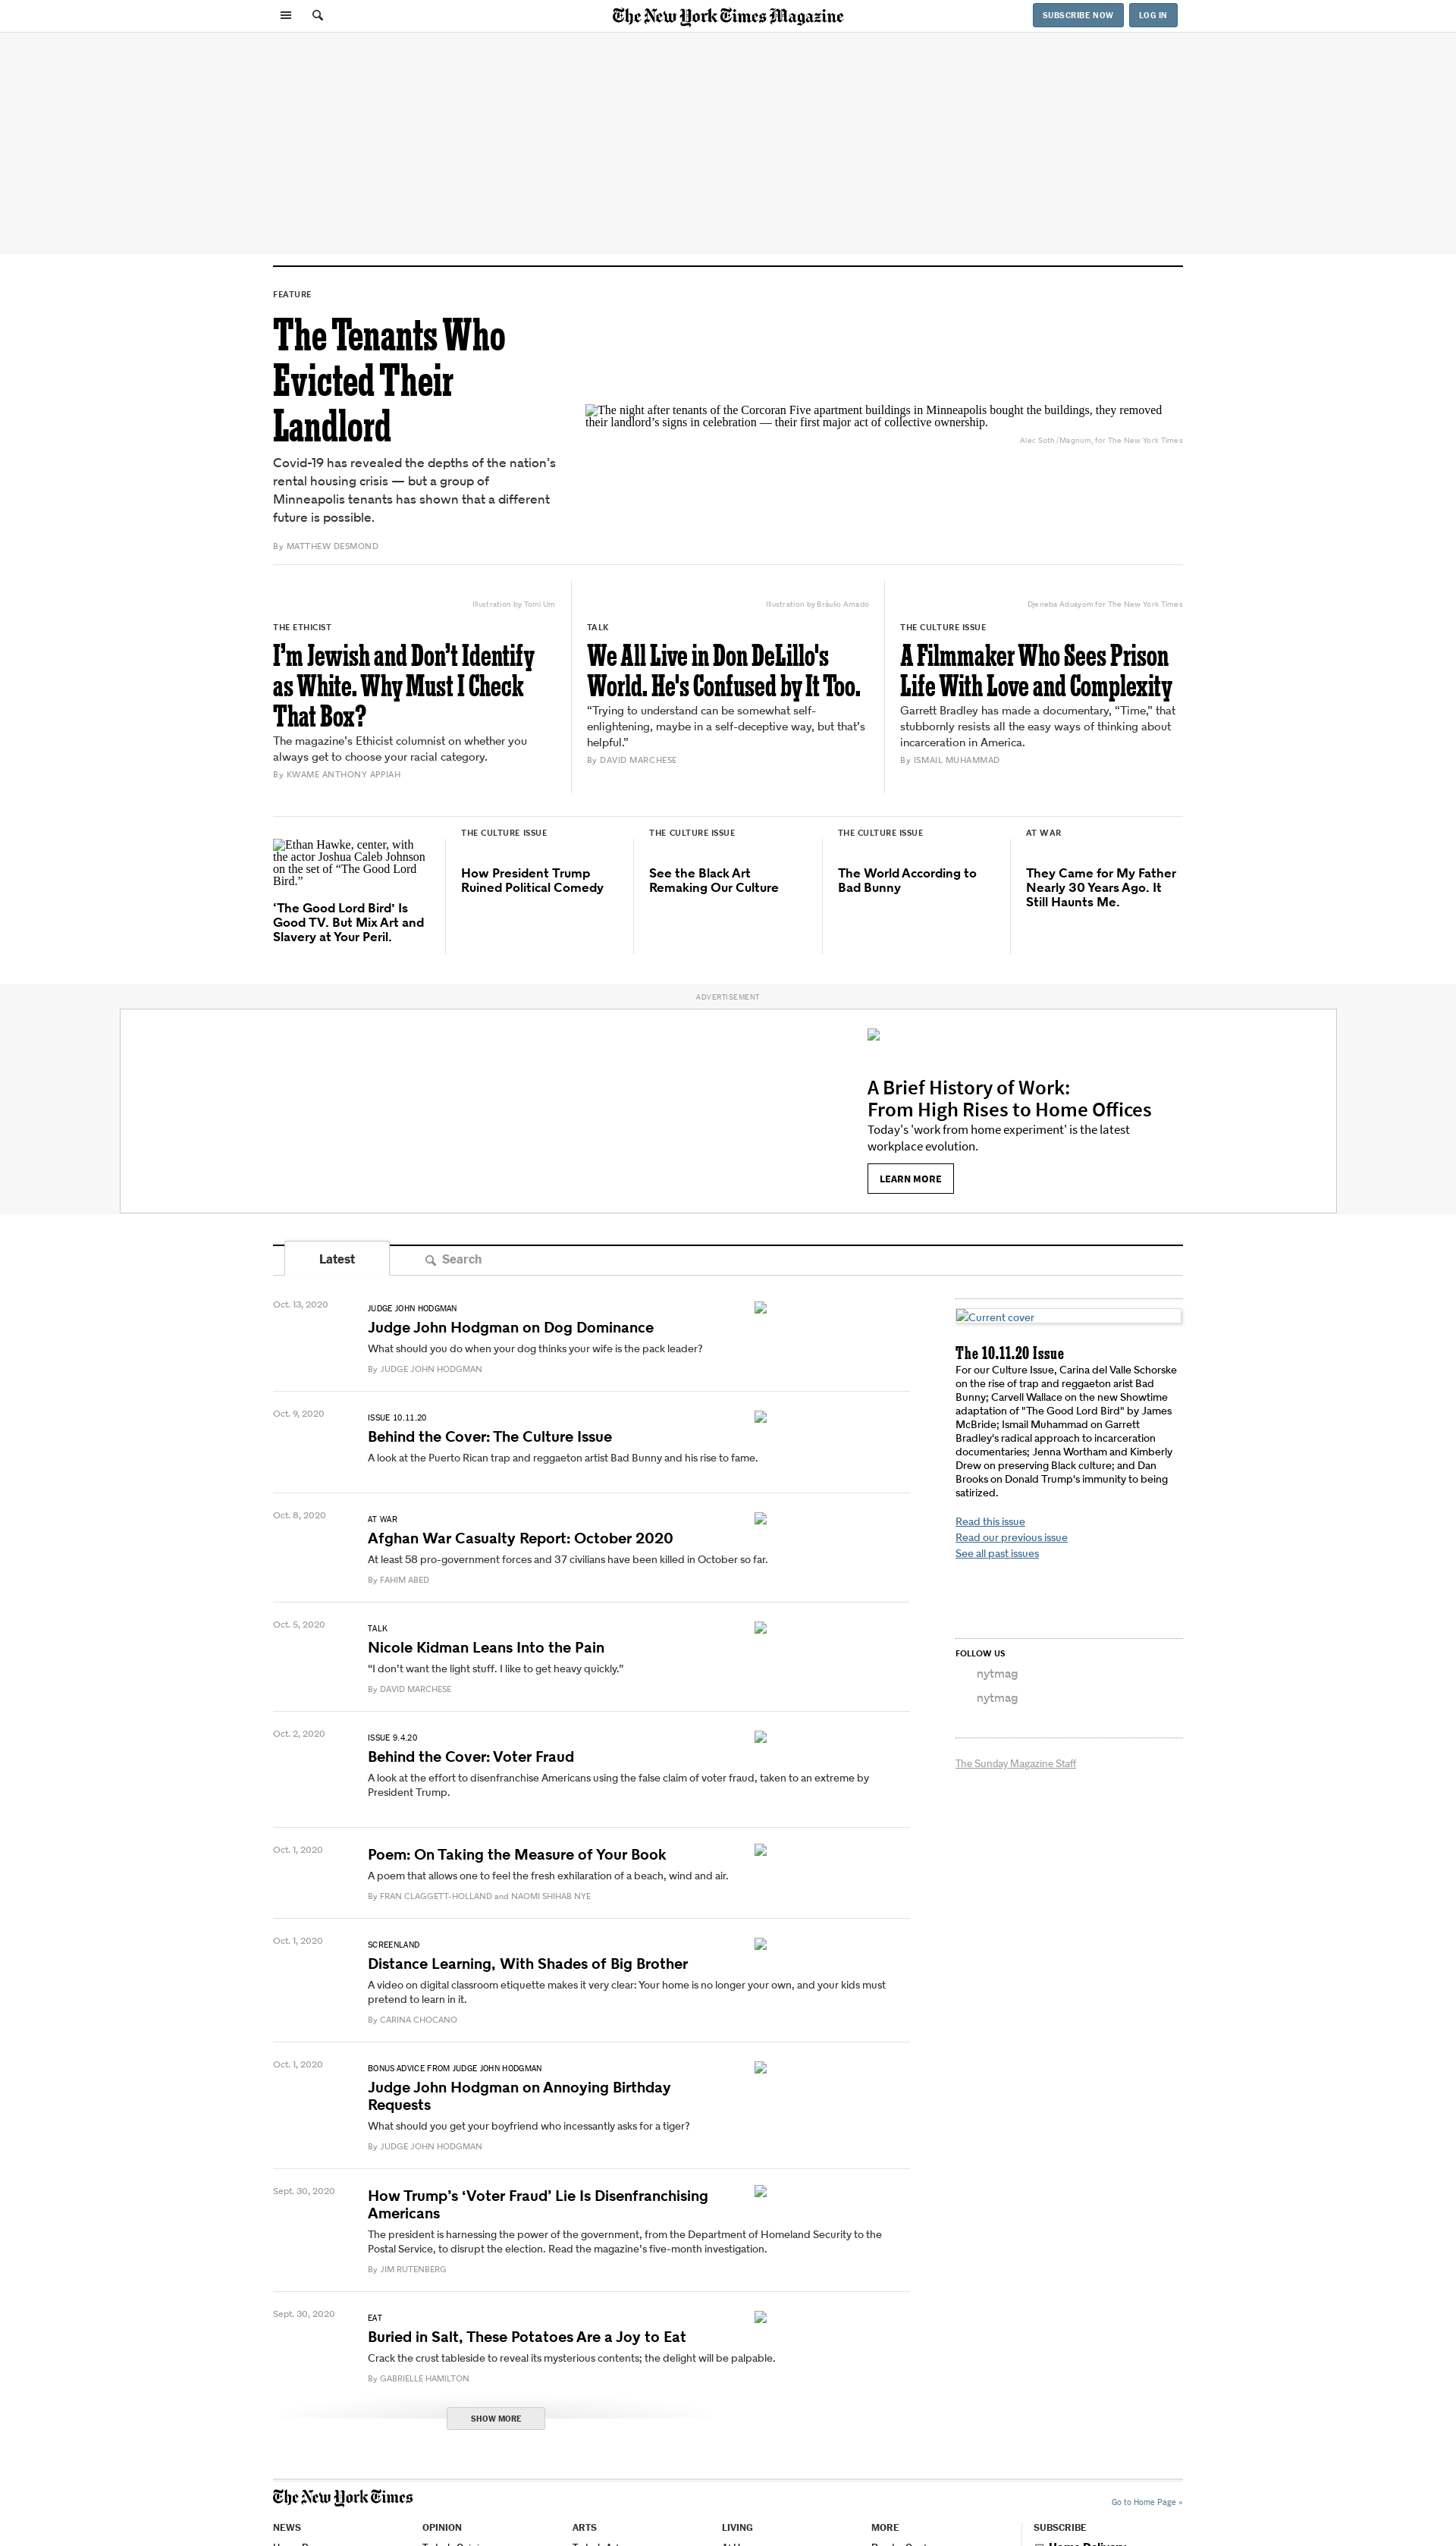 The New York Times Magazine
SUBSCRIBE NOW
LOG IN
FEATURE
The Tenants Who
Evicted Their
Landlord
Covid-19 has revealed the depths of the nation’s
rental housing crisis — but a group of
Minneapolis tenants has shown that a different
future is possible.
By MATTHEW DESMOND
The night after tenants of the Corcoran Five apartment buildings in Minneapolis bought the buildings, they removed
their landlord’s signs in celebration — their first major act of collective ownership.
Alec Soth/Magnum, for The New York Times
Illustration by Tomi Um
THE ETHICIST
I’m Jewish and Don’t Identify
as White. Why Must I Check
That Box?
The magazine’s Ethicist columnist on whether you
always get to choose your racial category.
By KWAME ANTHONY APPIAH
Illustration by Bráulio Amado
TALK
We All Live in Don DeLillo's
World. He's Confused by It Too.
“Trying to understand can be somewhat self-
enlightening, maybe in a self-deceptive way, but that’s
helpful.”
By DAVID MARCHESE
Djeneba Aduayom for The New York Times
THE CULTURE ISSUE
A Filmmaker Who Sees Prison
Life With Love and Complexity
Garrett Bradley has made a documentary, “Time,” that
stubbornly resists all the easy ways of thinking about
incarceration in America.
By ISMAIL MUHAMMAD
Ethan Hawke, center, with
the actor Joshua Caleb Johnson
on the set of “The Good Lord
Bird.”
‘The Good Lord Bird’ Is
Good TV. But Mix Art and
Slavery at Your Peril.
THE CULTURE ISSUE
How President Trump
Ruined Political Comedy
THE CULTURE ISSUE
See the Black Art
Remaking Our Culture
THE CULTURE ISSUE
The World According to
Bad Bunny
AT WAR
They Came for My Father
Nearly 30 Years Ago. It
Still Haunts Me.
ADVERTISEMENT
A Brief History of Work:
From High Rises to Home Offices
Today's 'work from home experiment' is the latest
workplace evolution.
LEARN MORE
Latest
Search
Oct. 13, 2020
JUDGE JOHN HODGMAN
Judge John Hodgman on Dog Dominance
What should you do when your dog thinks your wife is the pack leader?
By JUDGE JOHN HODGMAN
Oct. 9, 2020
ISSUE 10.11.20
Behind the Cover: The Culture Issue
A look at the Puerto Rican trap and reggaeton artist Bad Bunny and his rise to fame.
Oct. 8, 2020
AT WAR
Afghan War Casualty Report: October 2020
At least 58 pro-government forces and 37 civilians have been killed in October so far.
By FAHIM ABED
Oct. 5, 2020
TALK
Nicole Kidman Leans Into the Pain
“I don’t want the light stuff. I like to get heavy quickly.”
By DAVID MARCHESE
Oct. 2, 2020
ISSUE 9.4.20
Behind the Cover: Voter Fraud
A look at the effort to disenfranchise Americans using the false claim of voter fraud, taken to an extreme by
President Trump.
Oct. 1, 2020
Poem: On Taking the Measure of Your Book
A poem that allows one to feel the fresh exhilaration of a beach, wind and air.
By FRAN CLAGGETT-HOLLAND and NAOMI SHIHAB NYE
Oct. 1, 2020
SCREENLAND
Distance Learning, With Shades of Big Brother
A video on digital classroom etiquette makes it very clear: Your home is no longer your own, and your kids must
pretend to learn in it.
By CARINA CHOCANO
Oct. 1, 2020
BONUS ADVICE FROM JUDGE JOHN HODGMAN
Judge John Hodgman on Annoying Birthday
Requests
What should you get your boyfriend who incessantly asks for a tiger?
By JUDGE JOHN HODGMAN
Sept. 30, 2020
How Trump’s ‘Voter Fraud’ Lie Is Disenfranchising
Americans
The president is harnessing the power of the government, from the Department of Homeland Security to the
Postal Service, to disrupt the election. Read the magazine’s five-month investigation.
By JIM RUTENBERG
Sept. 30, 2020
EAT
Buried in Salt, These Potatoes Are a Joy to Eat
Crack the crust tableside to reveal its mysterious contents; the delight will be palpable.
By GABRIELLE HAMILTON
SHOW MORE
Current cover
The 10.11.20 Issue
For our Culture Issue, Carina del Valle Schorske
on the rise of trap and reggaeton arist Bad
Bunny; Carvell Wallace on the new Showtime
adaptation of "The Good Lord Bird" by James
McBride; Ismail Muhammad on Garrett
Bradley's radical approach to incarceration
documentaries; Jenna Wortham and Kimberly
Drew on preserving Black culture; and Dan
Brooks on Donald Trump's immunity to being
satirized.
Read this issue
Read our previous issue
See all past issues
FOLLOW US
nytmag
nytmag
The Sunday Magazine Staff
The New York Times
Go to Home Page »
NEWS
OPINION
ARTS
LIVING
MORE
SUBSCRIBE